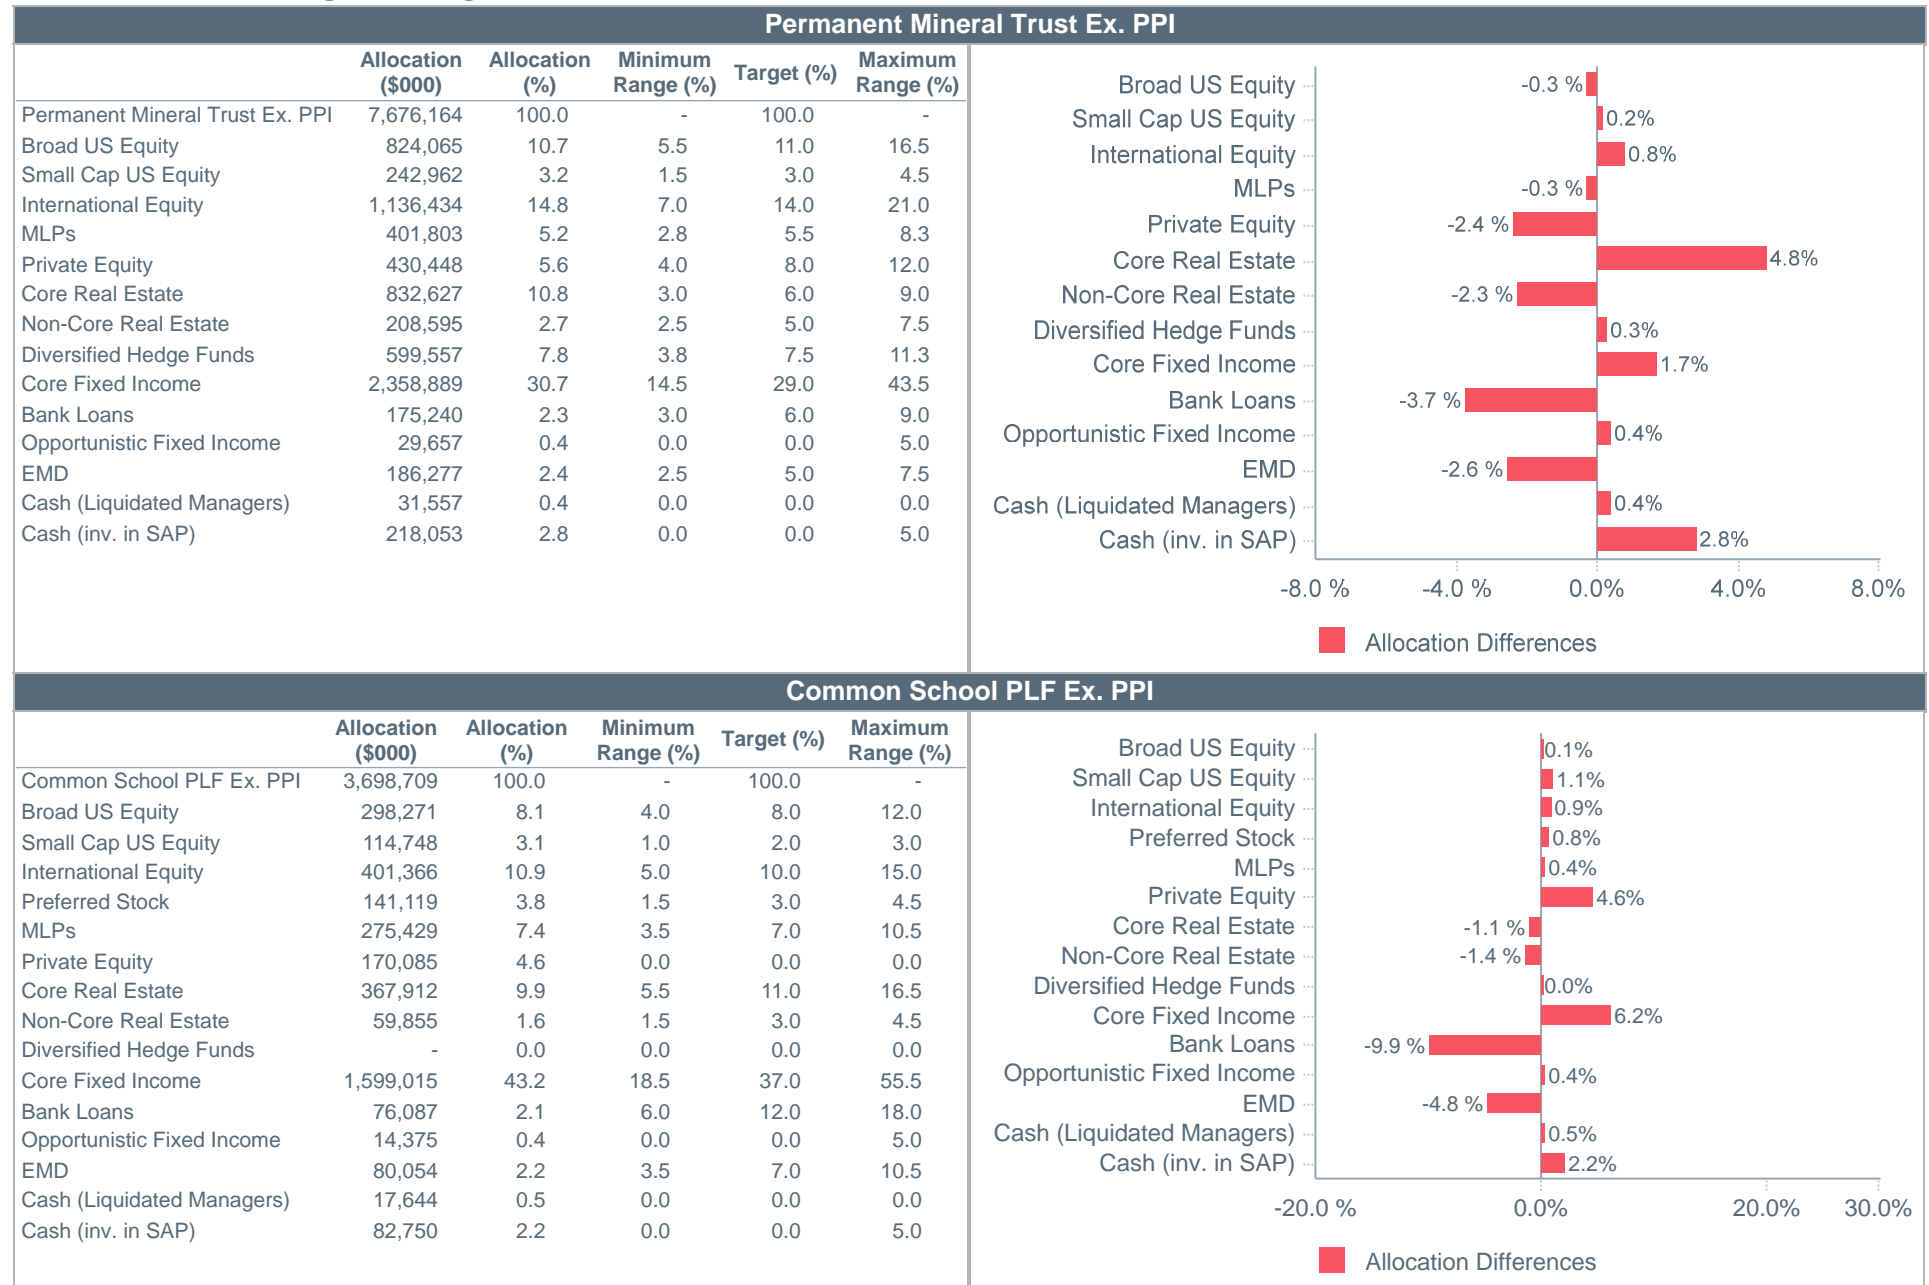 Permanent Mineral Trust Ex. PPI
Allocation ($000) Allocation (%) Minimum Range (%) Target (%) Maximum Range (%)
Permanent Mineral Trust Ex. PPI 7,676,164 100.0 - 100.0 -
Broad US Equity 824,065 10.7 5.5 11.0 16.5
Small Cap US Equity 242,962 3.2 1.5 3.0 4.5
International Equity 1,136,434 14.8 7.0 14.0 21.0
MLPs 401,803 5.2 2.8 5.5 8.3
Private Equity 430,448 5.6 4.0 8.0 12.0
Core Real Estate 832,627 10.8 3.0 6.0 9.0
Non-Core Real Estate 208,595 2.7 2.5 5.0 7.5
Diversified Hedge Funds 599,557 7.8 3.8 7.5 11.3
Core Fixed Income 2,358,889 30.7 14.5 29.0 43.5
Bank Loans 175,240 2.3 3.0 6.0 9.0
Opportunistic Fixed Income 29,657 0.4 0.0 0.0 5.0
EMD 186,277 2.4 2.5 5.0 7.5
Cash (Liquidated Managers) 31,557 0.4 0.0 0.0 0.0
Cash (inv. in SAP) 218,053 2.8 0.0 0.0 5.0
Broad US Equity -0.3 %
Small Cap US Equity 0.2%
International Equity 0.8%
MLPs -0.3 %
Private Equity -2.4 %
Core Real Estate 4.8%
Non-Core Real Estate -2.3 %
Diversified Hedge Funds 0.3%
Core Fixed Income 1.7%
Bank Loans -3.7 %
Opportunistic Fixed Income 0.4%
EMD -2.6 %
Cash (Liquidated Managers) 0.4%
Cash (inv. in SAP) 2.8%
-8.0 % -4.0 % 0.0% 4.0% 8.0%
Allocation Differences
Common School PLF Ex. PPI
Allocation ($000) Allocation (%) Minimum Range (%) Target (%) Maximum Range (%)
Common School PLF Ex. PPI 3,698,709 100.0 - 100.0 -
Broad US Equity 298,271 8.1 4.0 8.0 12.0
Small Cap US Equity 114,748 3.1 1.0 2.0 3.0
International Equity 401,366 10.9 5.0 10.0 15.0
Preferred Stock 141,119 3.8 1.5 3.0 4.5
MLPs 275,429 7.4 3.5 7.0 10.5
Private Equity 170,085 4.6 0.0 0.0 0.0
Core Real Estate 367,912 9.9 5.5 11.0 16.5
Non-Core Real Estate 59,855 1.6 1.5 3.0 4.5
Diversified Hedge Funds - 0.0 0.0 0.0 0.0
Core Fixed Income 1,599,015 43.2 18.5 37.0 55.5
Bank Loans 76,087 2.1 6.0 12.0 18.0
Opportunistic Fixed Income 14,375 0.4 0.0 0.0 5.0
EMD 80,054 2.2 3.5 7.0 10.5
Cash (Liquidated Managers) 17,644 0.5 0.0 0.0 0.0
Cash (inv. in SAP) 82,750 2.2 0.0 0.0 5.0
Broad US Equity 0.1%
Small Cap US Equity 1.1%
International Equity 0.9%
Preferred Stock 0.8%
MLPs 0.4%
Private Equity 4.6%
Core Real Estate -1.1 %
Non-Core Real Estate -1.4 %
Diversified Hedge Funds 0.0%
Core Fixed Income 6.2%
Bank Loans -9.9 %
Opportunistic Fixed Income 0.4%
EMD -4.8 %
Cash (Liquidated Managers) 0.5%
Cash (inv. in SAP) 2.2%
-20.0 % 0.0% 20.0% 30.0%
Allocation Differences